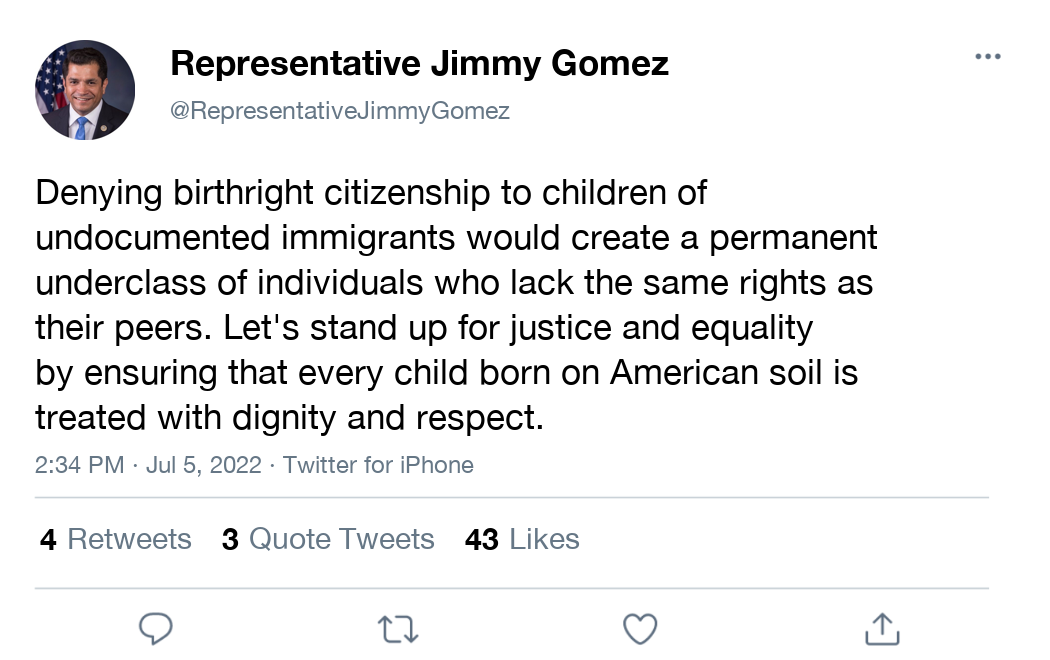 Representative Jimmy Gomez
@RepresentativeJimmyGomez
Denying birthright citizenship to children of
undocumented immigrants would create a permanent
underclass of individuals who lack the same rights as
their peers. Let's stand up for justice and equality
by ensuring that every child born on American soil is
treated with dignity and respect.
2:34 PM · Jul 5, 2022 · Twitter for iPhone
4 Retweets 3 Quote Tweets 43 Likes